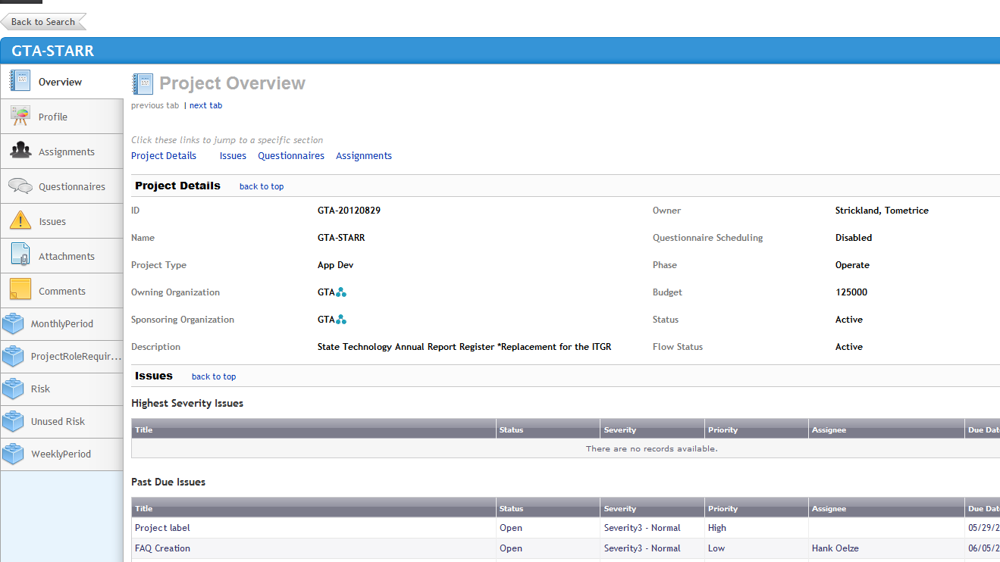 Back to Search
GTA-STARR
Overview
Profile
Assignments
Questionnaires
Issues
Attachments
Comments
MonthlyPeriod
ProjectRoleRequir...
Risk
Unused Risk
WeeklyPeriod
Project Overview
previous tab | next tab
Click these links to jump to a specific section
Project Details Issues Questionnaires Assignments
Project Details back to top
ID GTA-20120829 Owner Strickland, Tometrice
Name GTA-STARR Questionnaire Scheduling Disabled
Project Type App Dev Phase Operate
Owning Organization GTA Budget 125000
Sponsoring Organization GTA Status Active
Description State Technology Annual Report Register *Replacement for the ITGR Flow Status Active
Issues back to top
Highest Severity Issues
Title Status Severity Priority Assignee Due Dat
There are no records available.
Past Due Issues
Title Status Severity Priority Assignee Due Dat
Project label Open Severity3 - Normal High 05/29/2
FAQ Creation Open Severity3 - Normal Low Hank Oelze 06/05/2